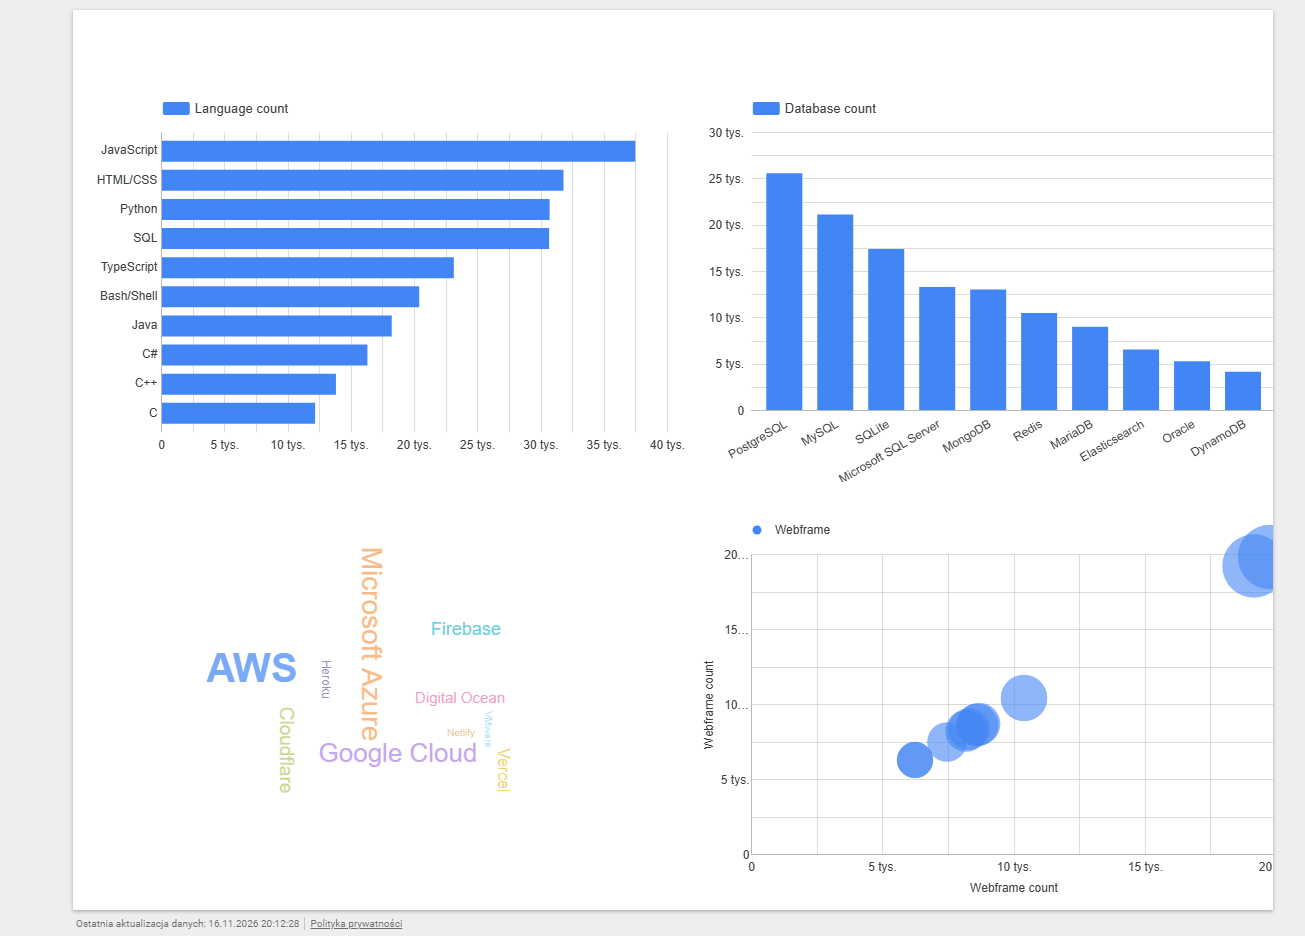 Language count
JavaScript
HTML/CSS
Python
SQL
TypeScript
Bash/Shell
Java
C#
C++
C
0 5 tys. 10 tys. 15 tys. 20 tys. 25 tys. 30 tys. 35 tys. 40 tys.
Database count
30 tys.
25 tys.
20 tys.
15 tys.
10 tys.
5 tys.
0
PostgreSQL MySQL SQLite Microsoft SQL Server MongoDB Redis MariaDB Elasticsearch Oracle DynamoDB
Microsoft Azure
Firebase
AWS
Heroku
Digital Ocean
Cloudflare
VMware
Netlify
Google Cloud
Vercel
Webframe
Webframe count
20...
15...
10...
5 tys.
0
0 5 tys. 10 tys. 15 tys. 20
Webframe count
Ostatnia aktualizacja danych: 16.11.2026 20:12:28 Polityka prywatności